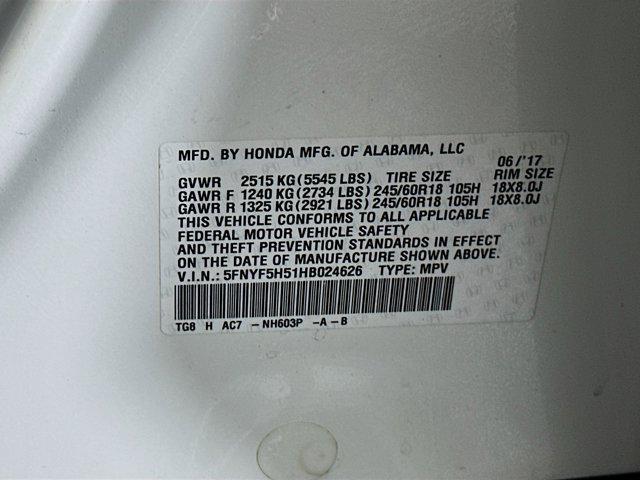 MFD. BY HONDA MFG. OF ALABAMA, LLC 06/'17
GVWR 2515 KG (5545 LBS) TIRE SIZE RIM SIZE
GAWR F 1240 KG (2734 LBS) 245/60R18 105H 18X8.0J
GAWR R 1325 KG (2921 LBS) 245/60R18 105H 18X8.0J
THIS VEHICLE CONFORMS TO ALL APPLICABLE
FEDERAL MOTOR VEHICLE SAFETY
AND THEFT PREVENTION STANDARDS IN EFFECT
ON THE DATE OF MANUFACTURE SHOWN ABOVE.
V.I.N.: 5FNYF5H51HB024626 TYPE: MPV
TG8 H AC7 -NH603P -A-B